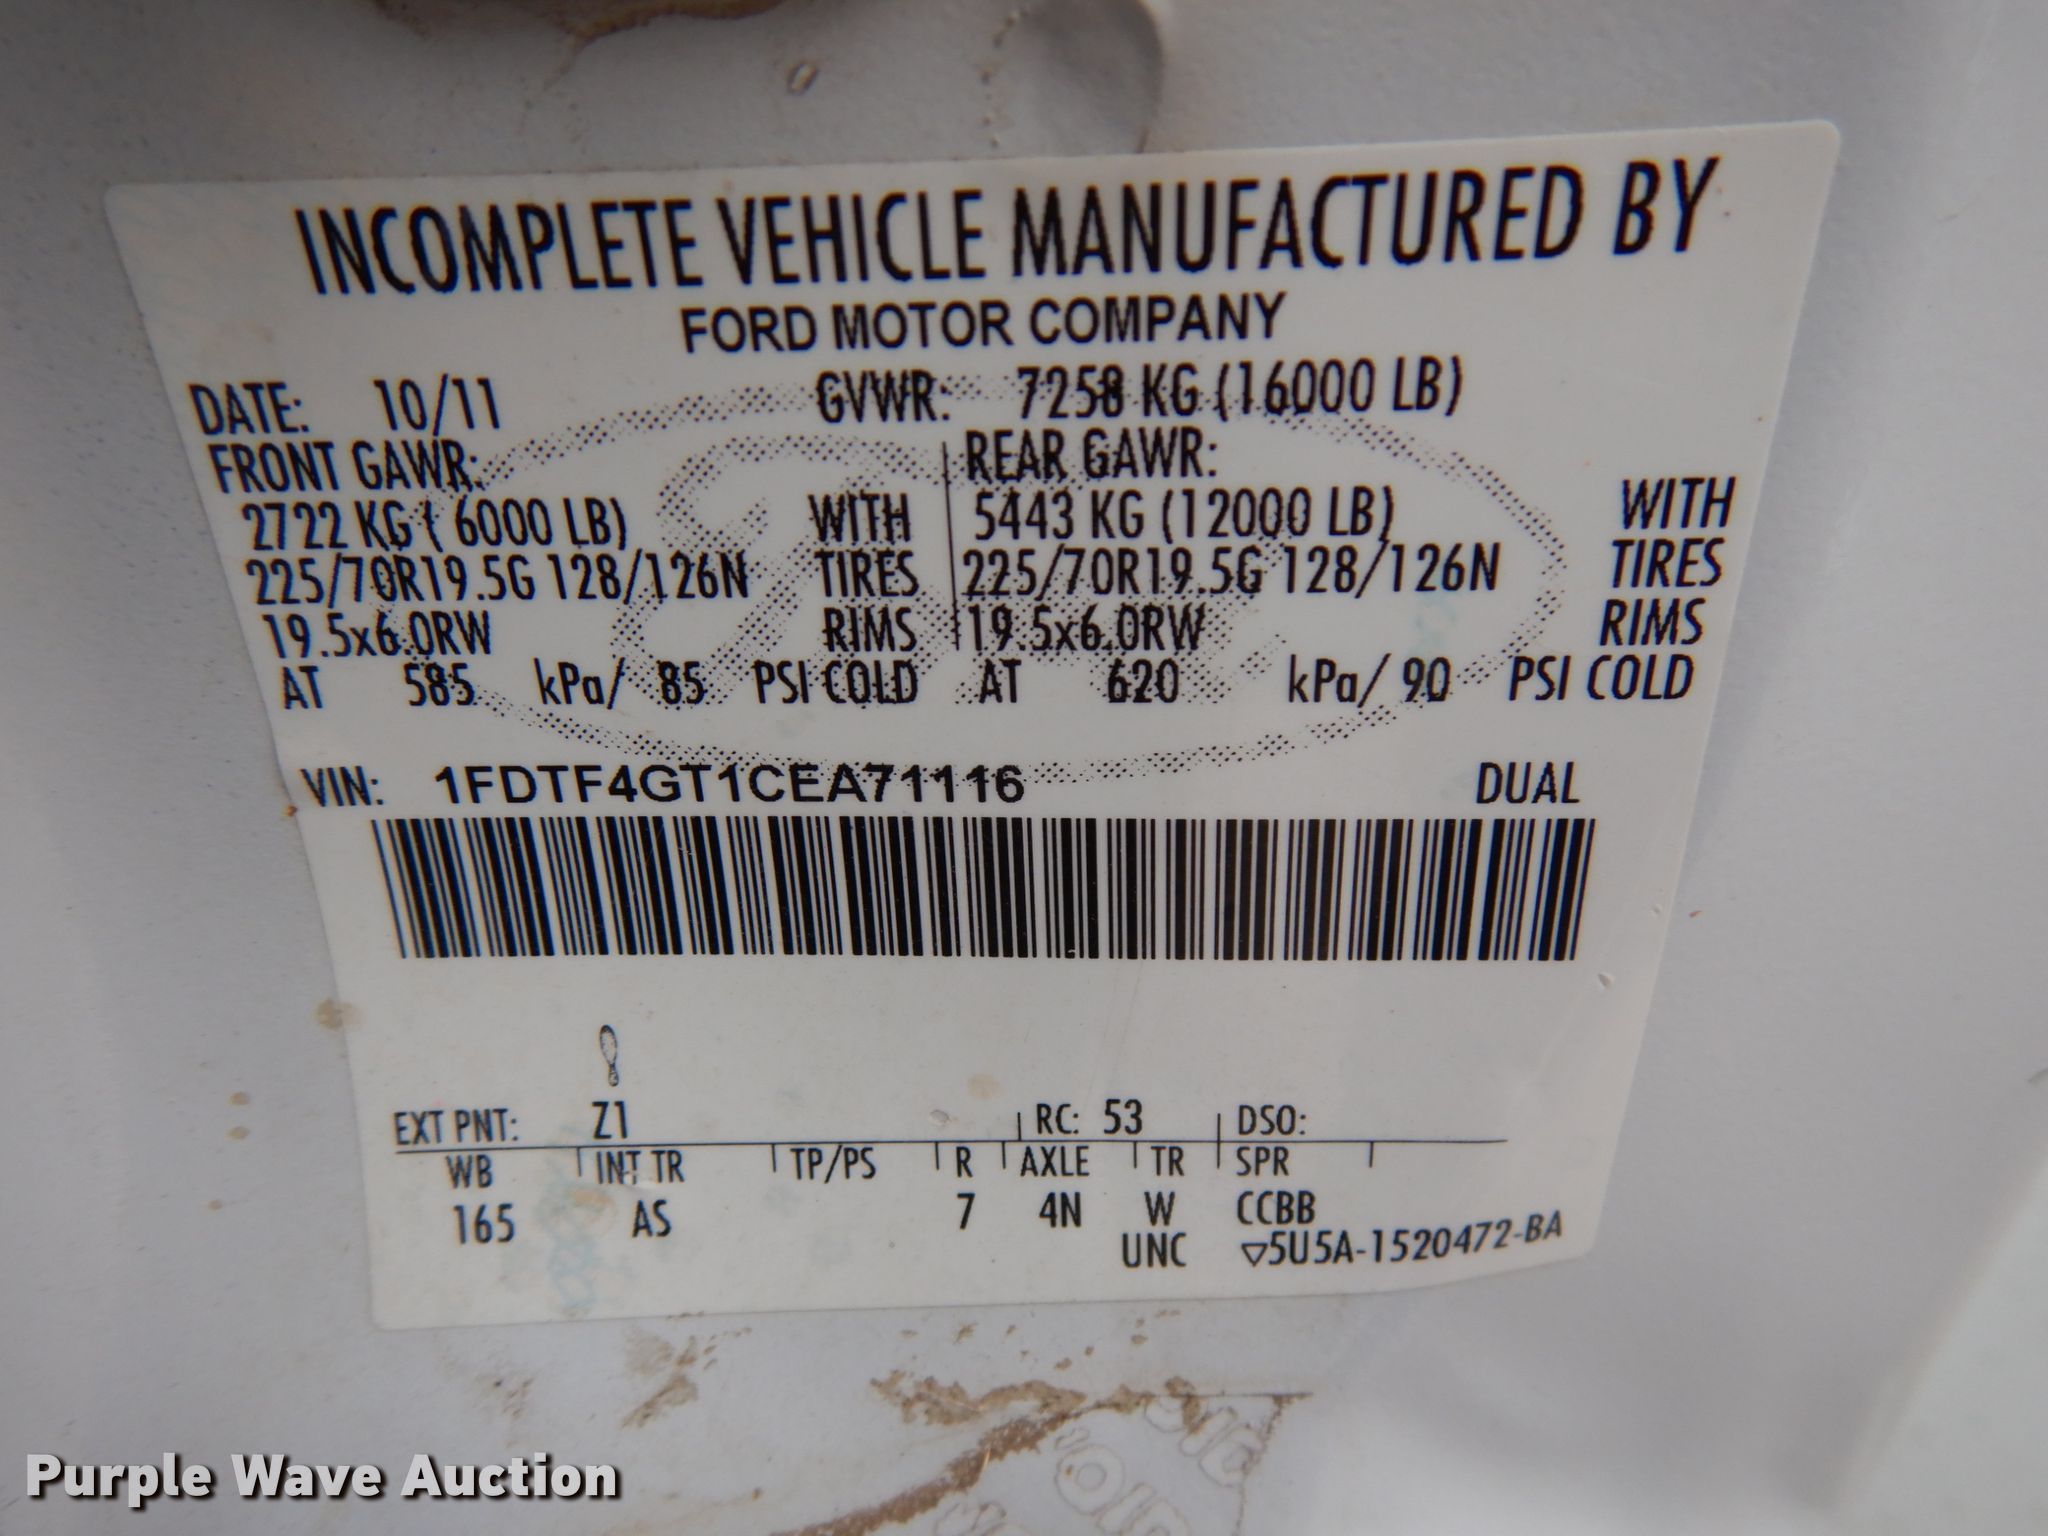 INCOMPLETE VEHICLE MANUFACTURED BY
FORD MOTOR COMPANY
DATE: 10/11 GVWR: 7258 KG (16000 LB)
FRONT GAWR: REAR GAWR:
2722 KG ( 6000 LB) WITH 5443 KG (12000 LB) WITH
225/70R19.5G 128/126N TIRES 225/70R19.5G 128/126N TIRES
19.5x6.0RW RIMS 19.5x6.0RW RIMS
AT 585 kPa/ 85 PSI COLD AT 620 kPa/ 90 PSI COLD
VIN: 1FDTF4GT1CEA71116 DUAL
EXT PNT: Z1 RC: 53 DSO:
WB INT TR TP/PS R AXLE TR SPR
165 AS 7 4N W CCBB
UNC ▽5U5A-1520472-BA
Purple Wave Auction